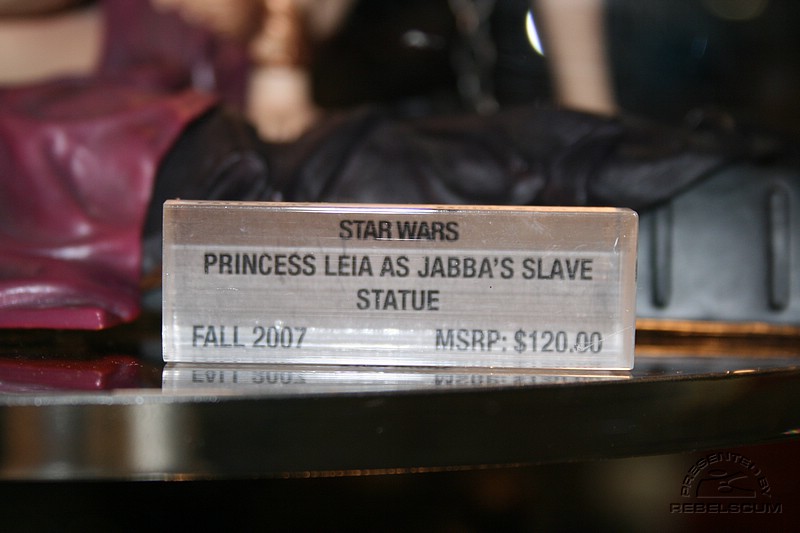 STAR WARS
PRINCESS LEIA AS JABBA'S SLAVE
STATUE
FALL 2007 MSRP: $120.00
PRESENTED BY
REBELSCUM